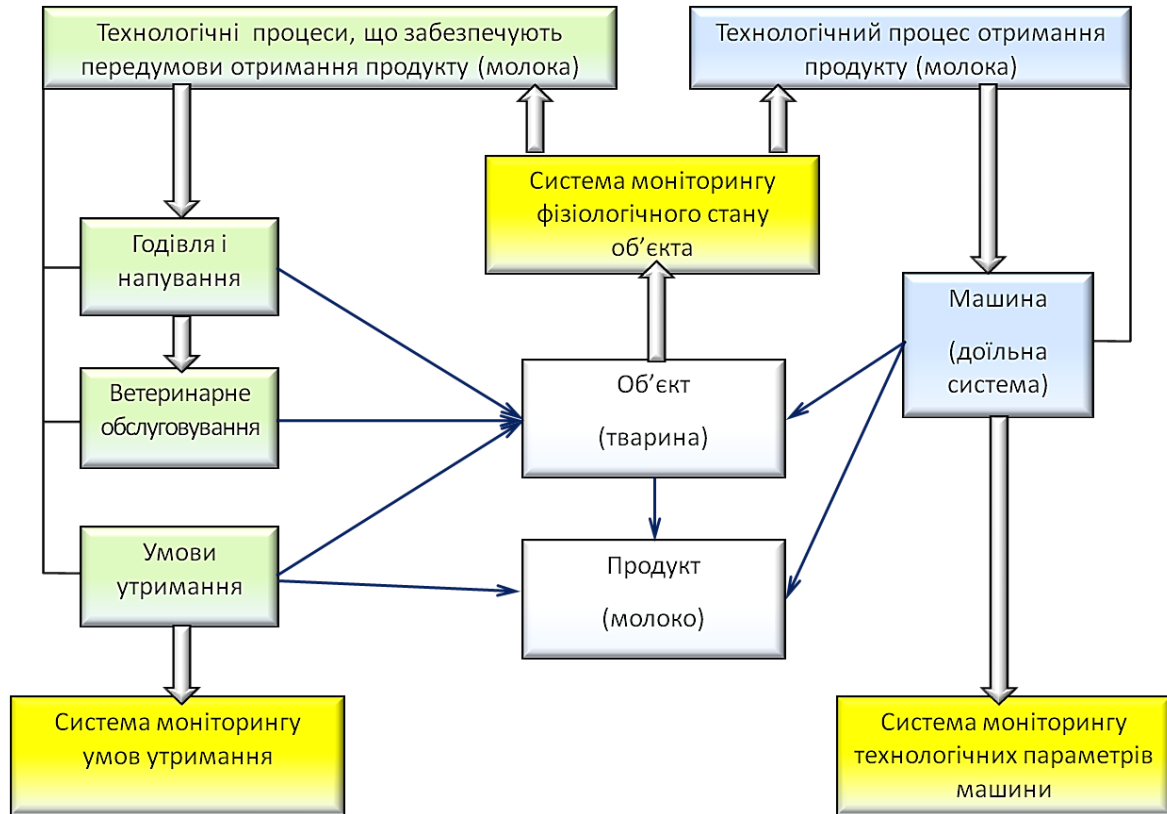 Технологічні процеси, що забезпечують
передумови отримання продукту (молока)
Технологічний процес отримання
продукту (молока)
Система моніторингу
фізіологічного стану
об’єкта
Годівля і
напування
Машина
(доїльна
система)
Ветеринарне
обслуговування
Об’єкт
(тварина)
Умови
утримання
Продукт
(молоко)
Система моніторингу
умов утримання
Система моніторингу
технологічних параметрів
машини